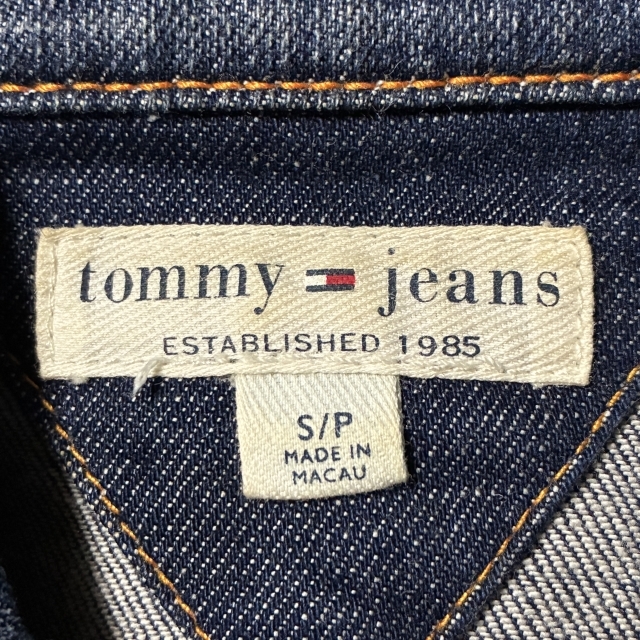 tommy jeans
ESTABLISHED 1985
S/P
MADE IN
MACAU